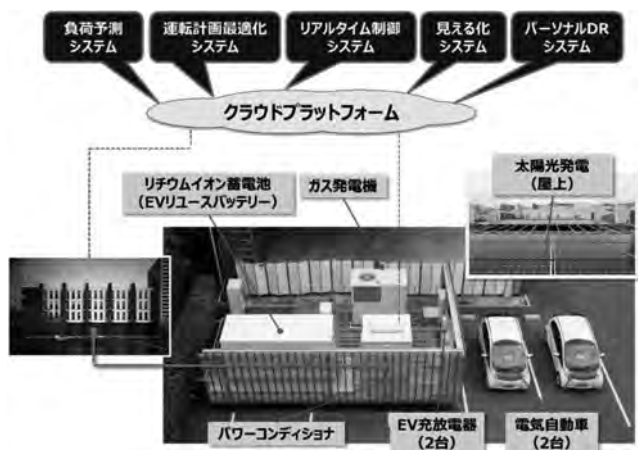 負荷予測
システム
運転計画最適化
システム
リアルタイム制御
システム
見える化
システム
パーソナルDR
システム
クラウドプラットフォーム
リチウムイオン蓄電池
(EVリユースバッテリー)
ガス発電機
太陽光発電
(屋上)
パワーコンディショナ
EV充放電器
(2台)
電気自動車
(2台)